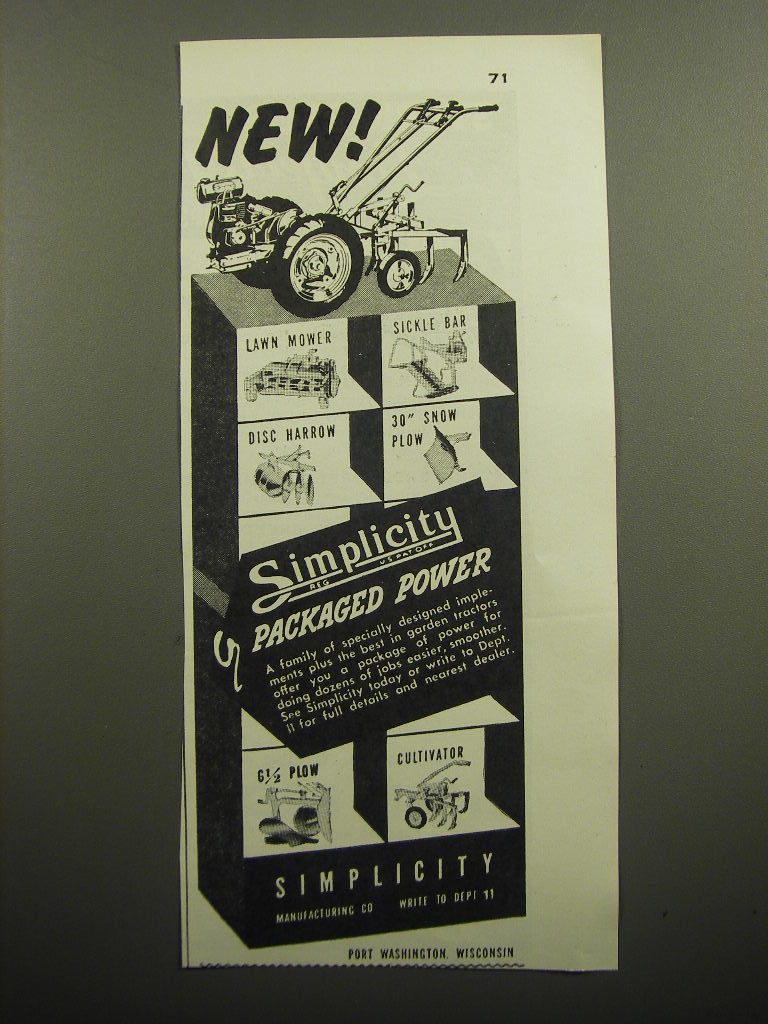 71
NEW!
LAWN MOWER
SICKLE BAR
DISC HARROW
30" SNOW
PLOW
Simplicity
REG U S PAT OFF
PACKAGED POWER
A family of specially designed imple-
ments plus the best in garden tractors
offer you a package of power for
doing dozens of jobs easier, smoother.
See Simplicity today or write to Dept.
11 for full details and nearest dealer.
6 1/2 PLOW
CULTIVATOR
SIMPLICITY
MANUFACTURING CO WRITE TO DEPT 11
PORT WASHINGTON, WISCONSIN